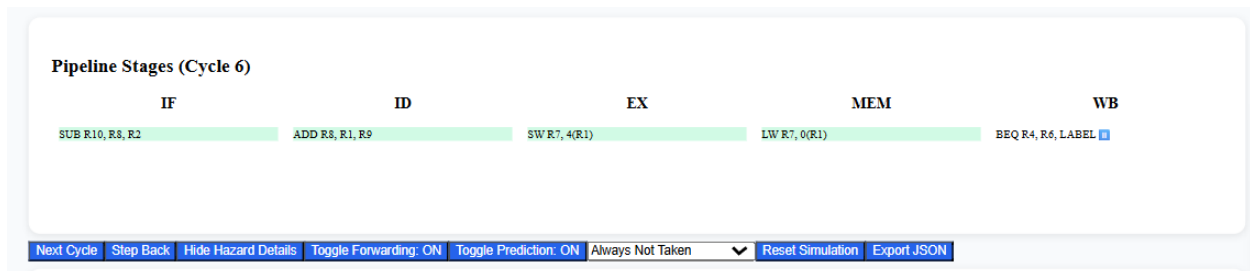 Pipeline Stages (Cycle 6)
IF ID EX MEM WB
SUB R10, R8, R2 ADD R8, R1, R9 SW R7, 4(R1) LW R7, 0(R1) BEQ R4, R6, LABEL ⏸
Next Cycle Step Back Hide Hazard Details Toggle Forwarding: ON Toggle Prediction: ON Always Not Taken Reset Simulation Export JSON